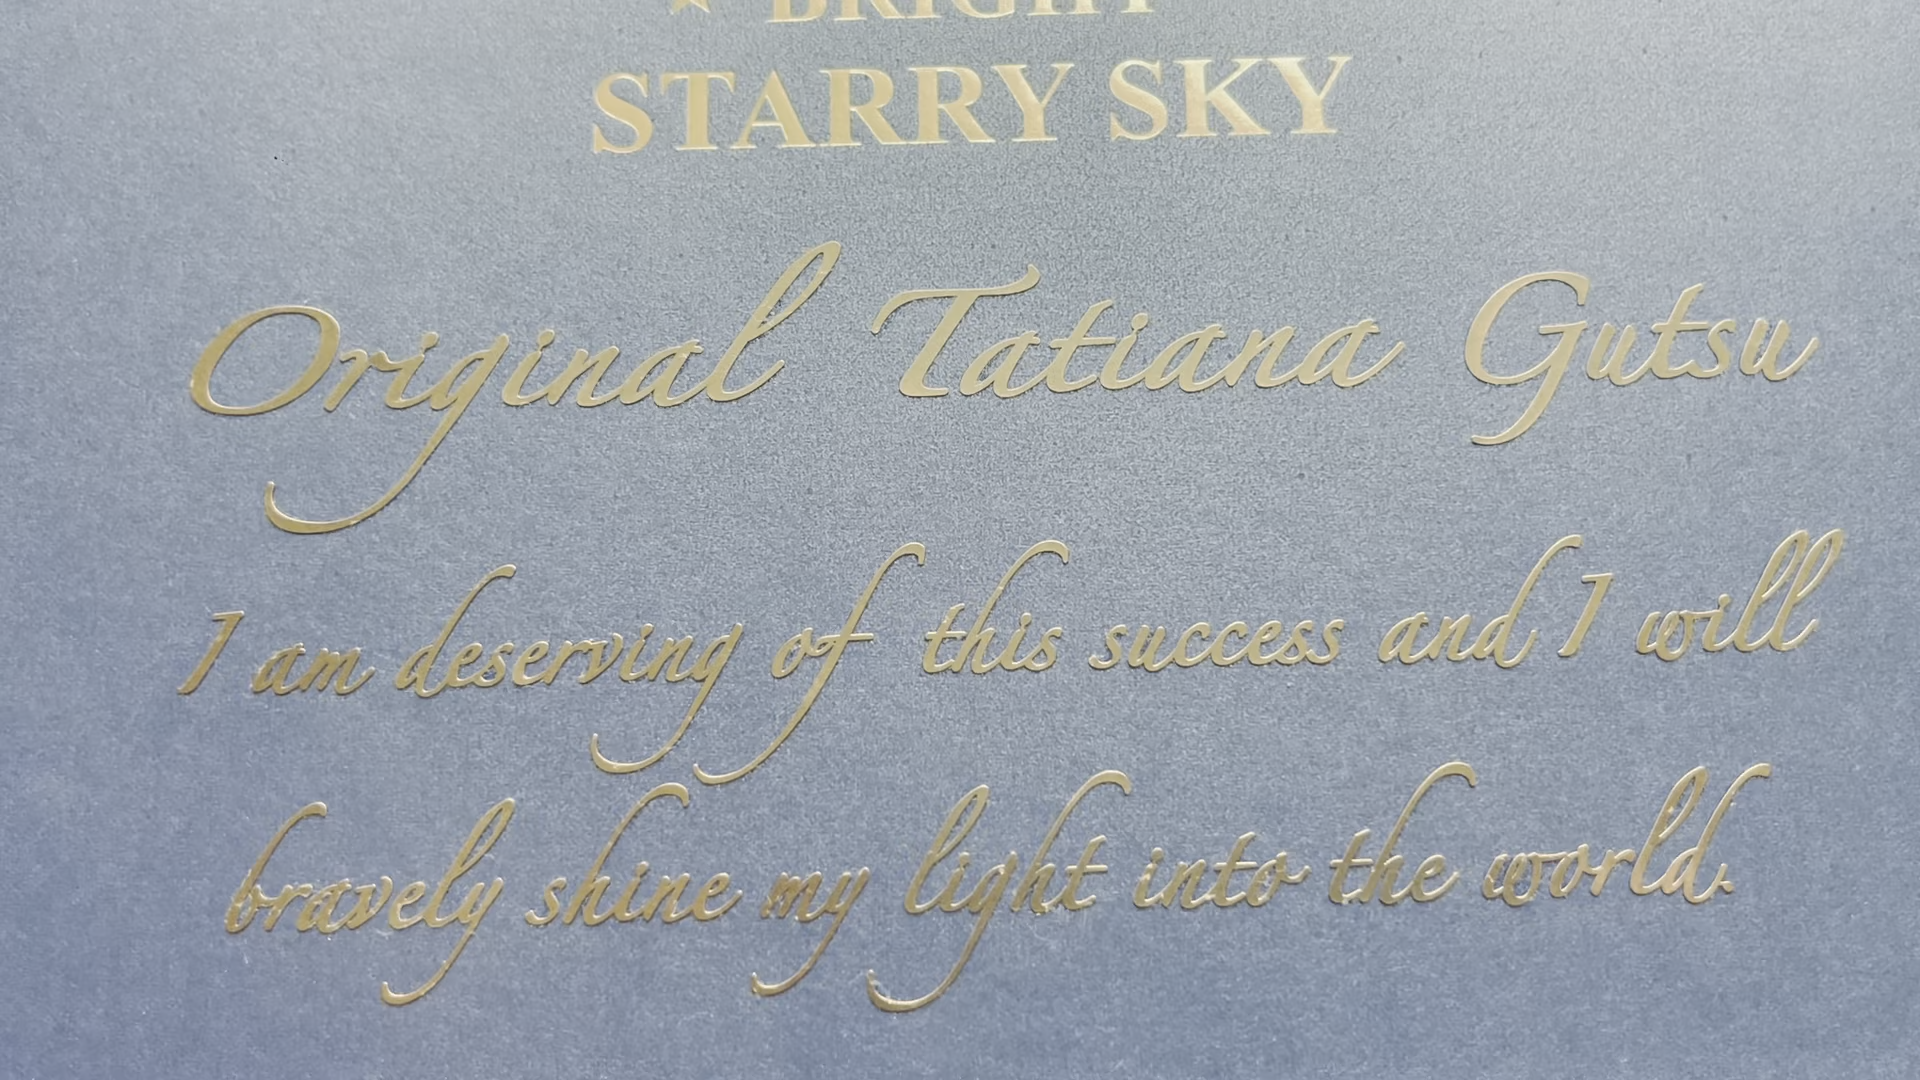 ★ BRIGHT
STARRY SKY
Original Tatiana Gutsu
I am deserving of this success and I will
bravely shine my light into the world.